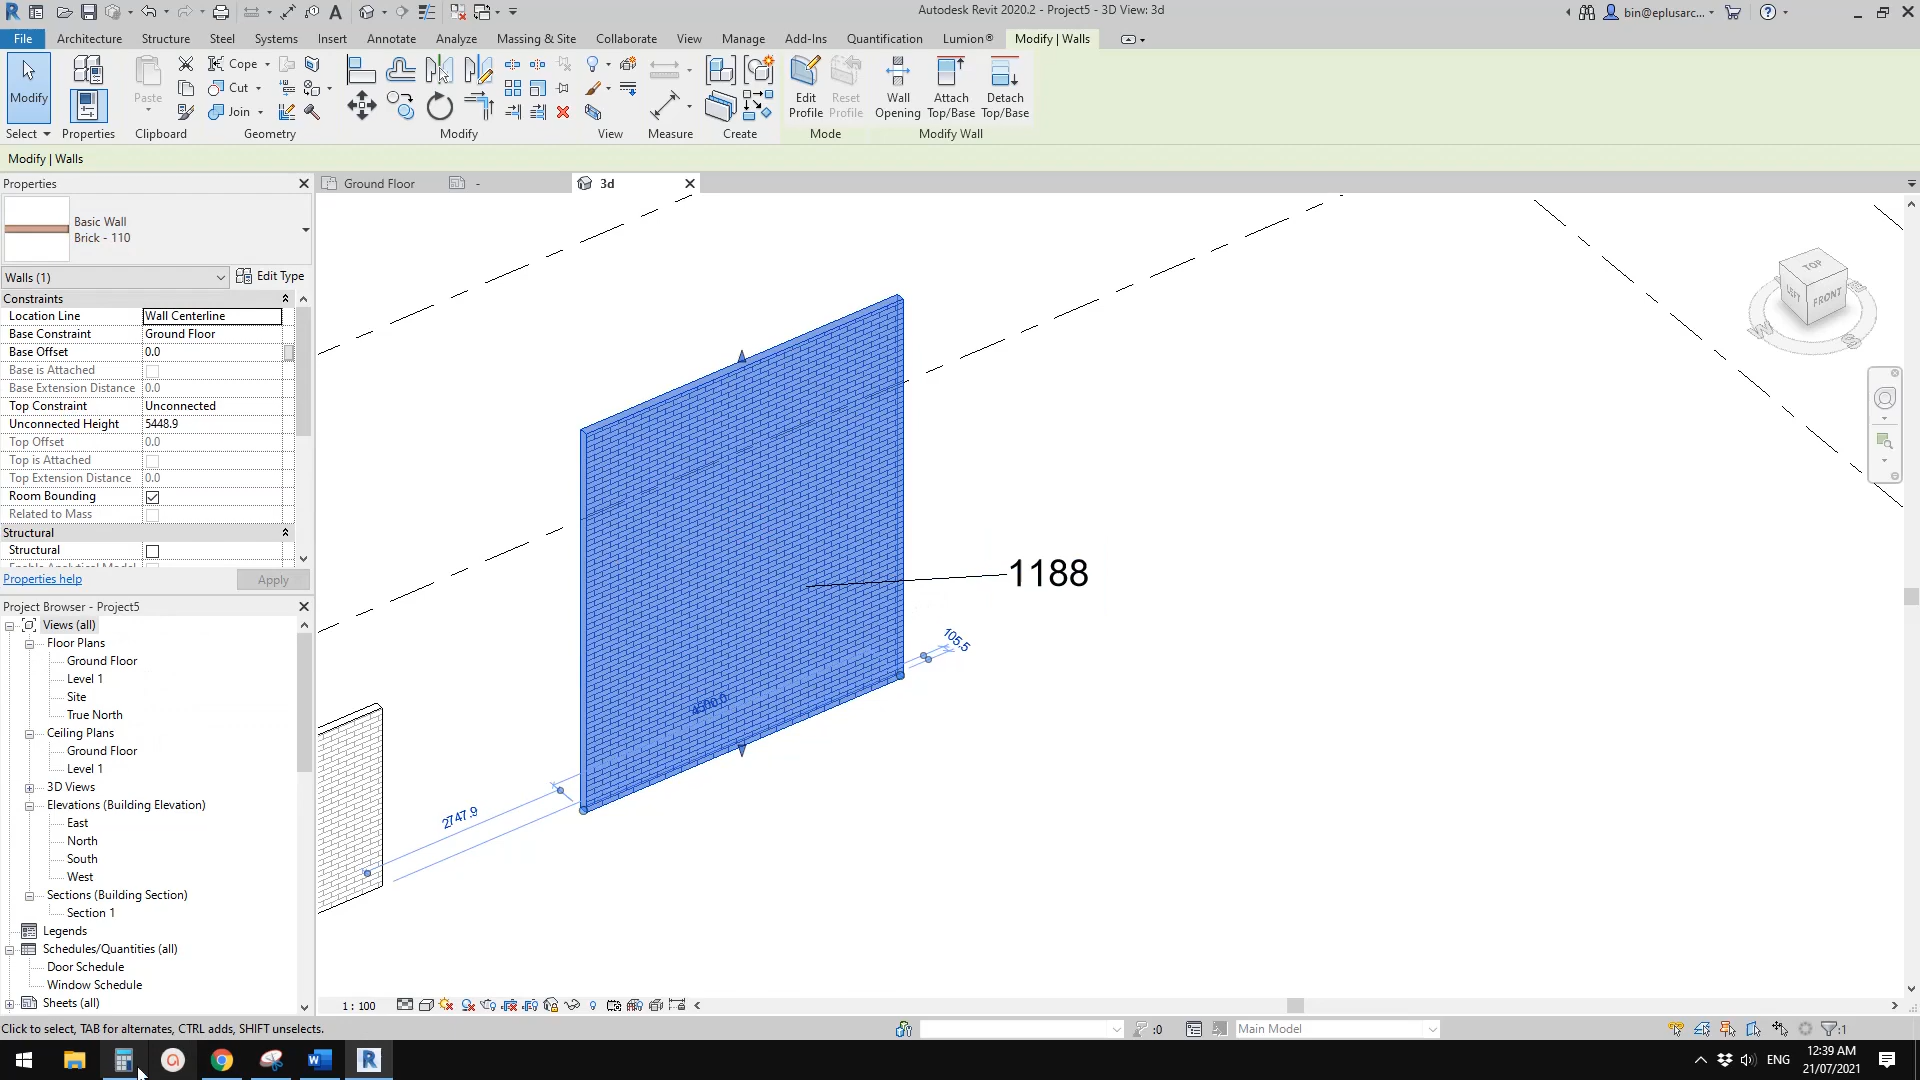 Autodesk Revit 2020.2 - Project5 - 3D View: 3d
bin@eplusarc...
File Architecture Structure Steel Systems Insert Annotate Analyze Massing & Site Collaborate View Manage Add-Ins Quantification Lumion® Modify | Walls
Modify
Paste
Cope
Cut
Join
Edit Profile
Reset Profile
Wall Opening
Attach Top/Base
Detach Top/Base
Select Properties Clipboard Geometry Modify View Measure Create Mode Modify Wall
Modify | Walls
Properties
Ground Floor
-
3d
Basic Wall
Brick - 110
Walls (1)
Edit Type
Constraints
Location Line Wall Centerline
Base Constraint Ground Floor
Base Offset 0.0
Base is Attached
Base Extension Distance 0.0
Top Constraint Unconnected
Unconnected Height 5448.9
Top Offset 0.0
Top is Attached
Top Extension Distance 0.0
Room Bounding
Related to Mass
Structural
Structural
Properties help
Apply
TOP
LEFT
FRONT
W
S
1188
105.5
4500.0
2747.9
Project Browser - Project5
Views (all)
Floor Plans
Ground Floor
Level 1
Site
True North
Ceiling Plans
Ground Floor
Level 1
3D Views
Elevations (Building Elevation)
East
North
South
West
Sections (Building Section)
Section 1
Legends
Schedules/Quantities (all)
Door Schedule
Window Schedule
Sheets (all)
1 : 100
Click to select, TAB for alternates, CTRL adds, SHIFT unselects.
:0
Main Model
:1
ENG
12:39 AM
21/07/2021